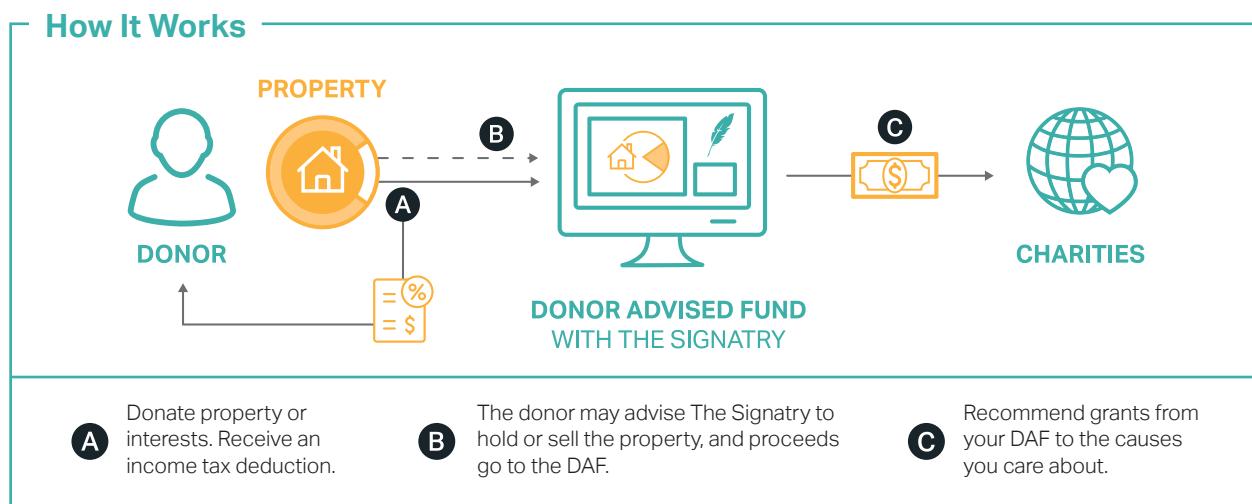 How It Works
PROPERTY
B
C
A
$
DONOR
%
= $
CHARITIES
DONOR ADVISED FUND
WITH THE SIGNATRY
A
Donate property or
interests. Receive an
income tax deduction.
B
The donor may advise The Signatry to
hold or sell the property, and proceeds
go to the DAF.
C
Recommend grants from
your DAF to the causes
you care about.